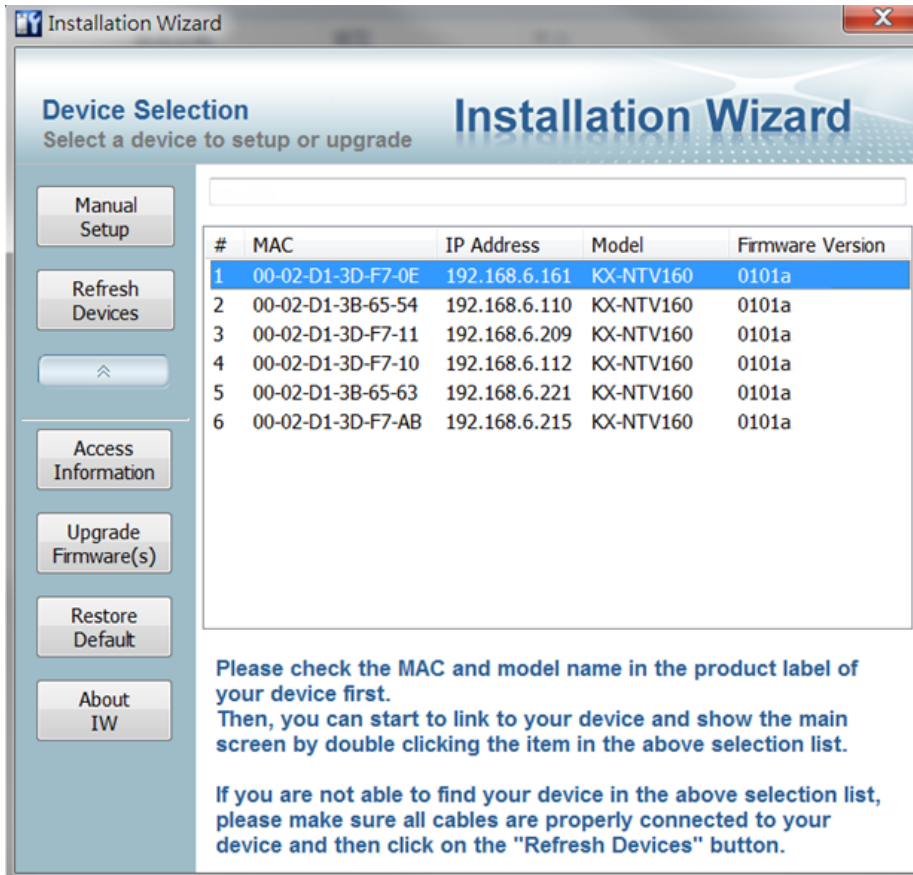 Installation Wizard
Device Selection
Select a device to setup or upgrade
Installation Wizard
Manual
Setup
Refresh
Devices
Access
Information
Upgrade
Firmware(s)
Restore
Default
About
IW
# MAC IP Address Model Firmware Version
1 00-02-D1-3D-F7-0E 192.168.6.161 KX-NTV160 0101a
2 00-02-D1-3B-65-54 192.168.6.110 KX-NTV160 0101a
3 00-02-D1-3D-F7-11 192.168.6.209 KX-NTV160 0101a
4 00-02-D1-3D-F7-10 192.168.6.112 KX-NTV160 0101a
5 00-02-D1-3B-65-63 192.168.6.221 KX-NTV160 0101a
6 00-02-D1-3D-F7-AB 192.168.6.215 KX-NTV160 0101a
Please check the MAC and model name in the product label of
your device first.
Then, you can start to link to your device and show the main
screen by double clicking the item in the above selection list.
If you are not able to find your device in the above selection list,
please make sure all cables are properly connected to your
device and then click on the "Refresh Devices" button.